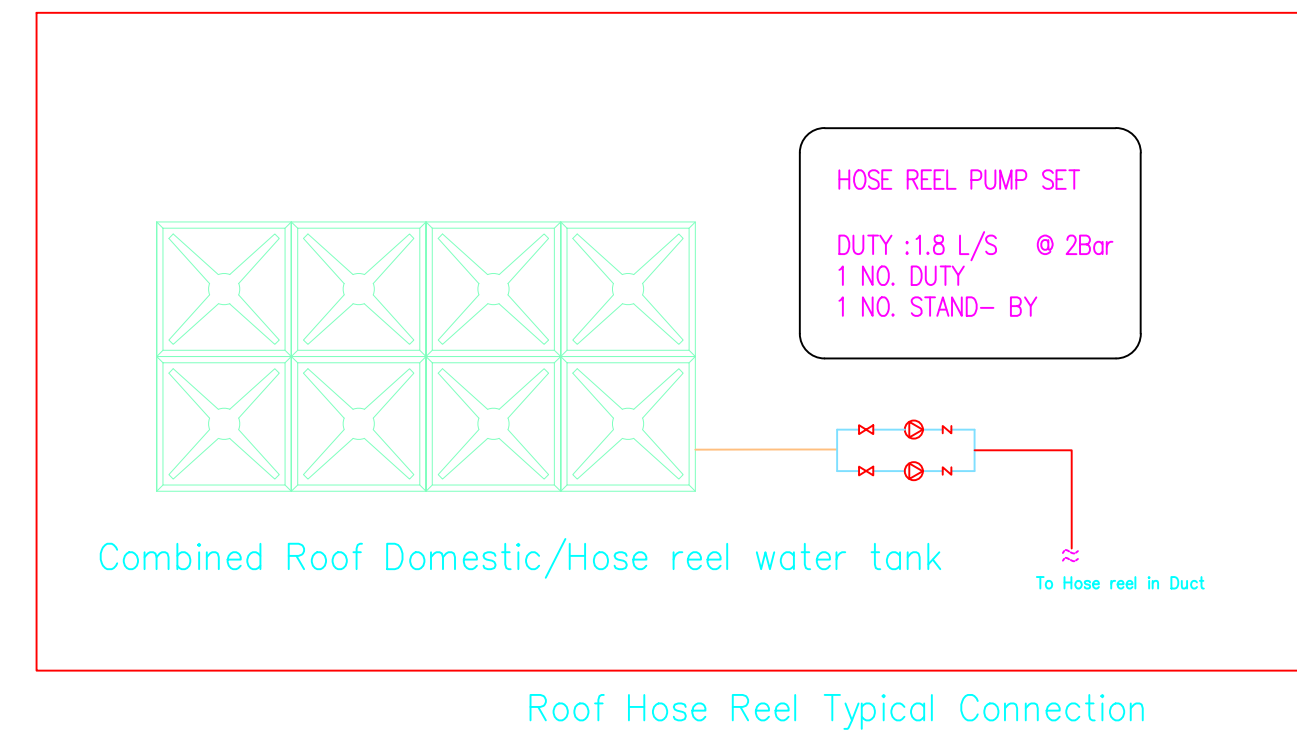 HOSE REEL PUMP SET
DUTY :1.8 L/S @ 2Bar
1 NO. DUTY
1 NO. STAND- BY
Combined Roof Domestic/Hose reel water tank
To Hose reel in Duct
Roof Hose Reel Typical Connection